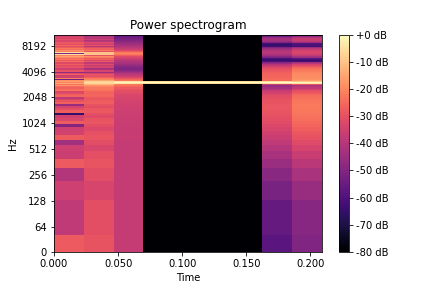 Power spectrogram
8192
4096
2048
1024
512
256
128
64
0
Hz
0.000 0.050 0.100 0.150 0.200
Time
+0 dB
-10 dB
-20 dB
-30 dB
-40 dB
-50 dB
-60 dB
-70 dB
-80 dB